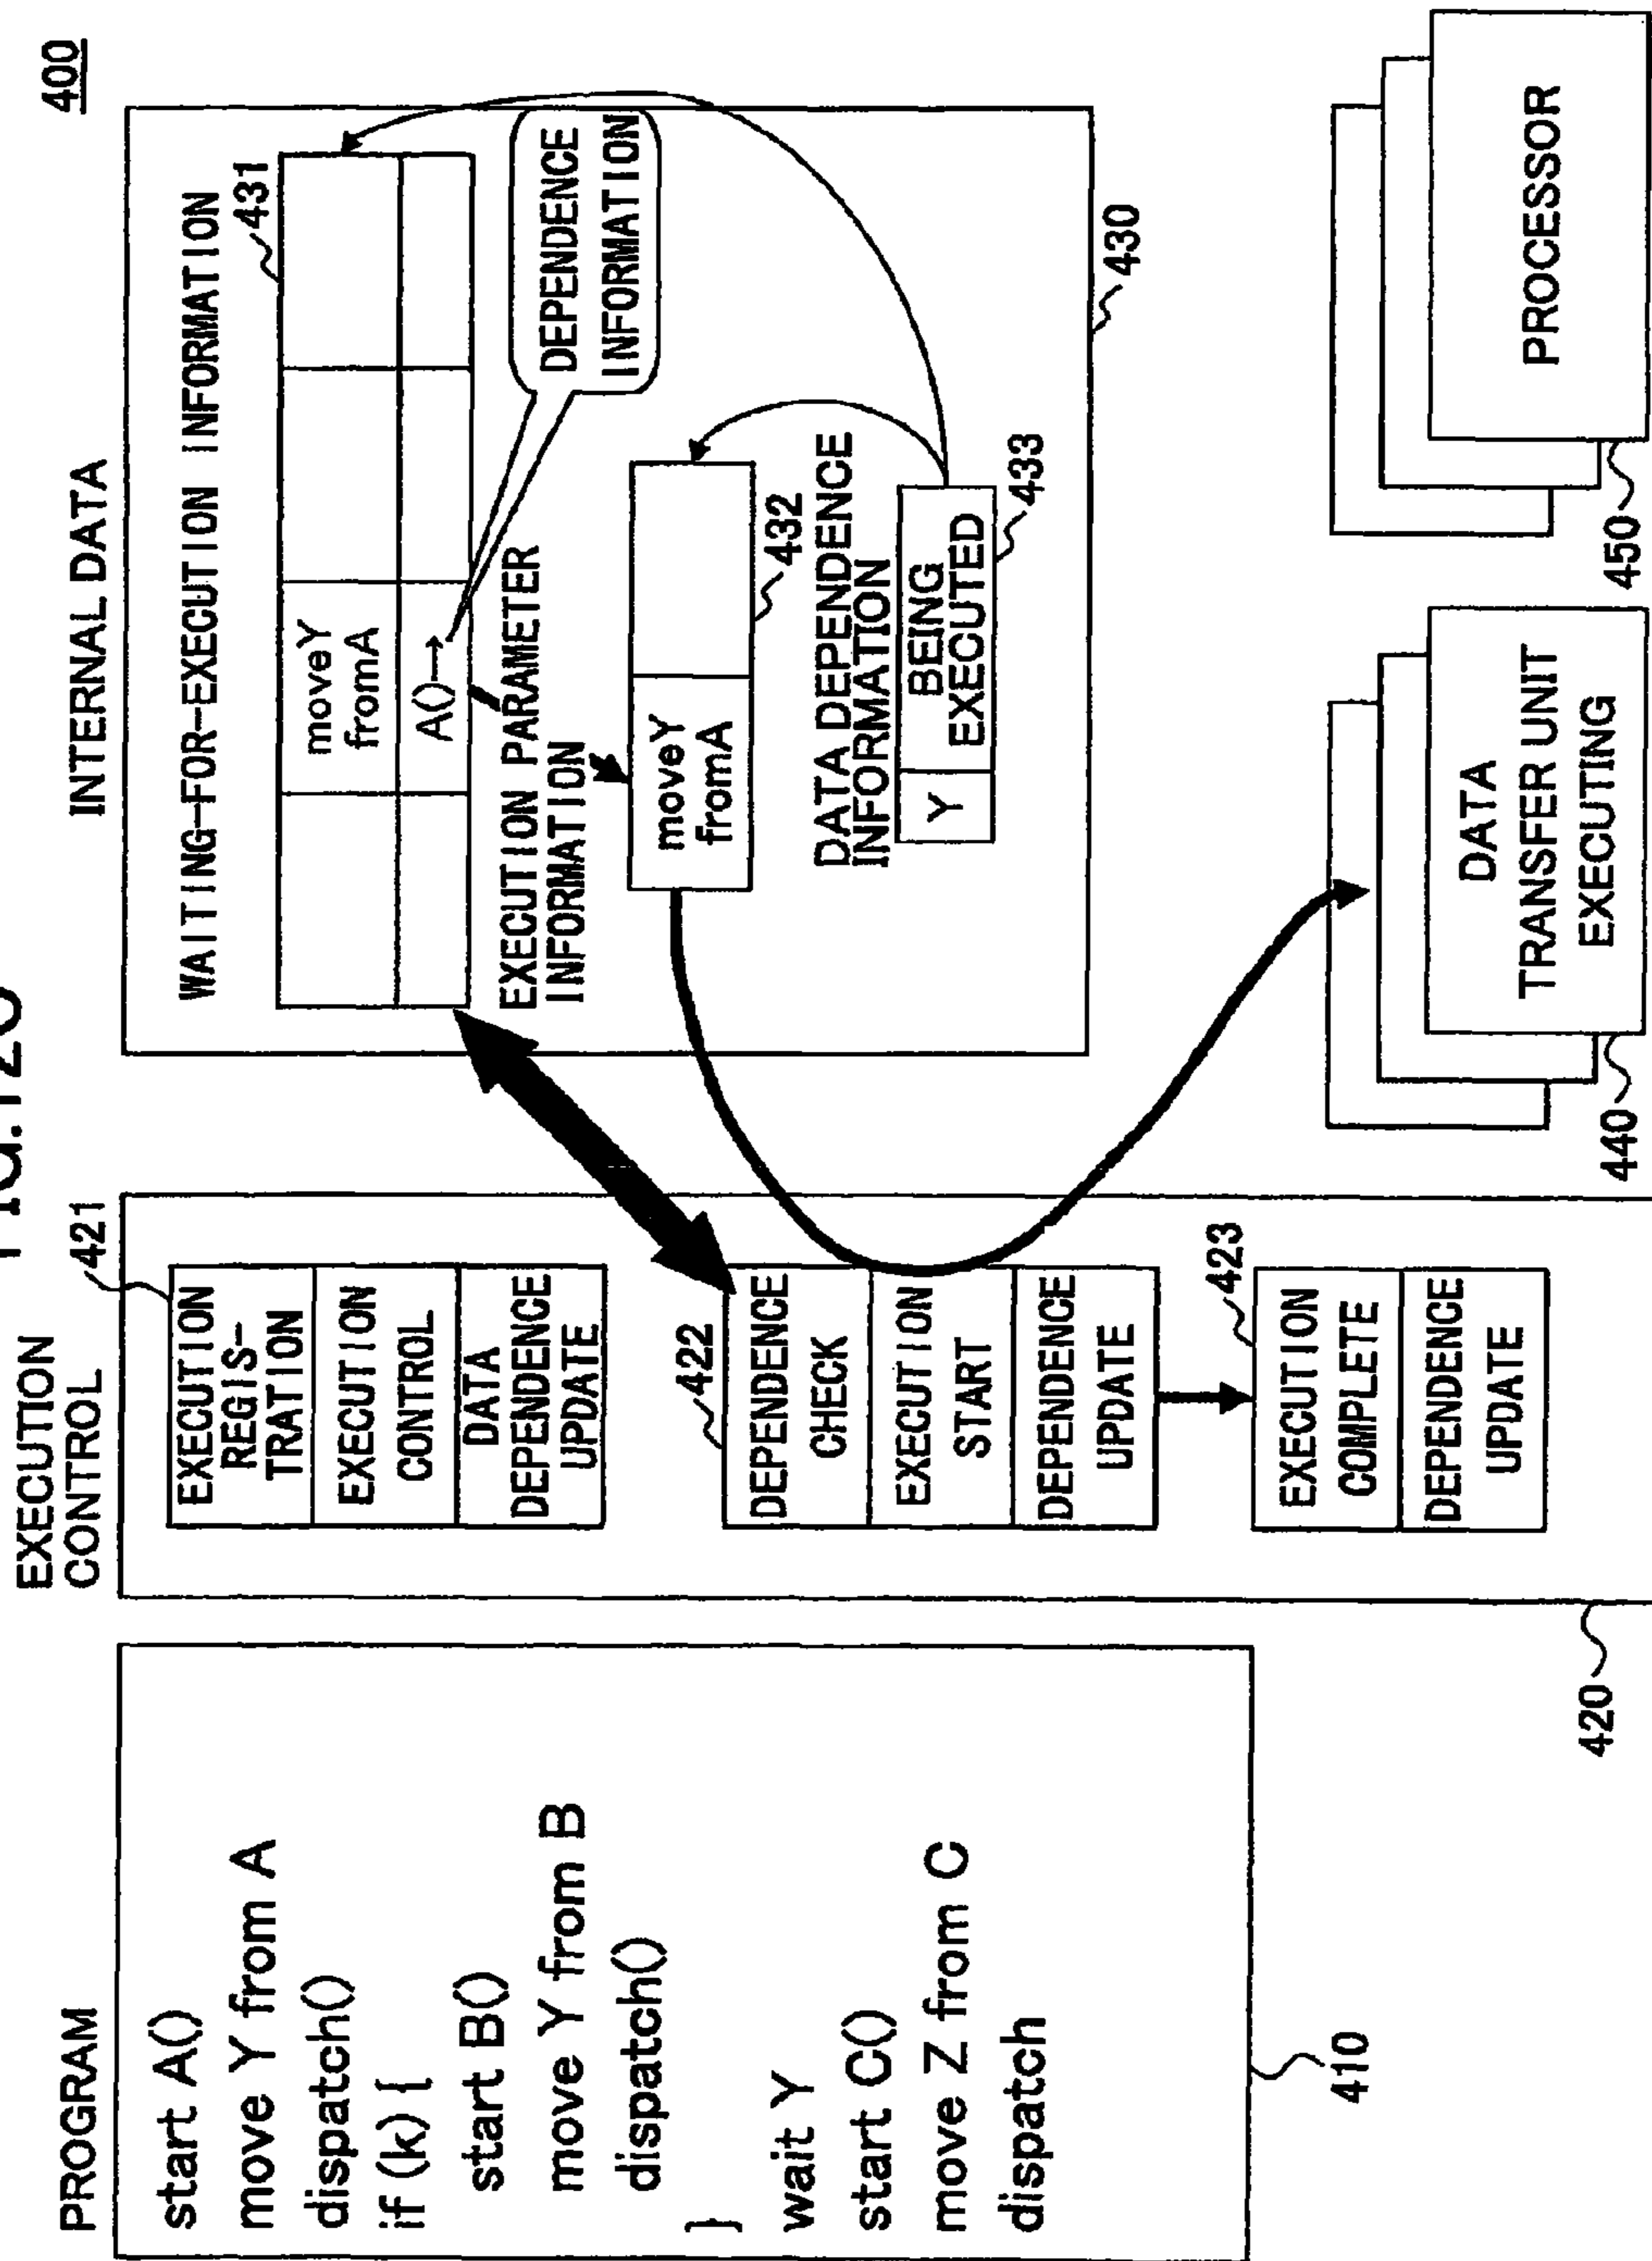 400
PROGRAM
start A()
move Y from A
dispatch()
if (k) {
start B()
move Y from B
dispatch()
}
wait Y
start C()
move Z from C
dispatch
410
EXECUTION
CONTROL
421
EXECUTION
REGIS-
TRATION
EXECUTION
CONTROL
DATA
DEPENDENCE
UPDATE
422
DEPENDENCE
CHECK
EXECUTION
START
DEPENDENCE
UPDATE
423
EXECUTION
COMPLETE
DEPENDENCE
UPDATE
420
INTERNAL DATA
WAITING-FOR-EXECUTION INFORMATION
431
moveY
fromA
A()→
DEPENDENCE
INFORMATION
EXECUTION PARAMETER
INFORMATION
moveY
fromA
432
DATA DEPENDENCE
INFORMATION
Y
BEING
EXECUTED
433
430
DATA
TRANSFER UNIT
EXECUTING
440
PROCESSOR
450